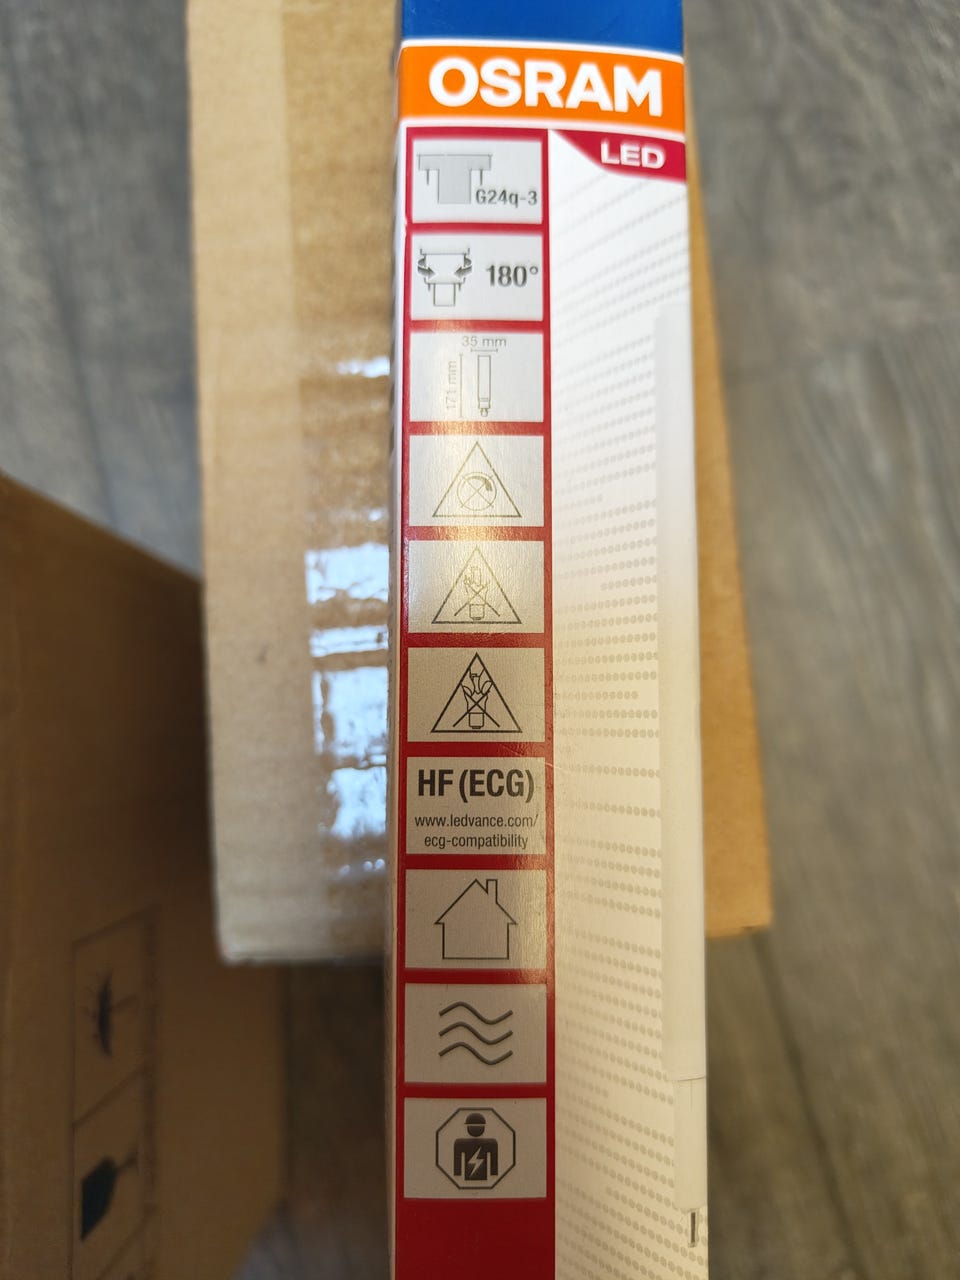 OSRAM
LED
G24q-3
180°
35 mm
171 mm
HF (ECG)
www.ledvance.com/
ecg-compatibility